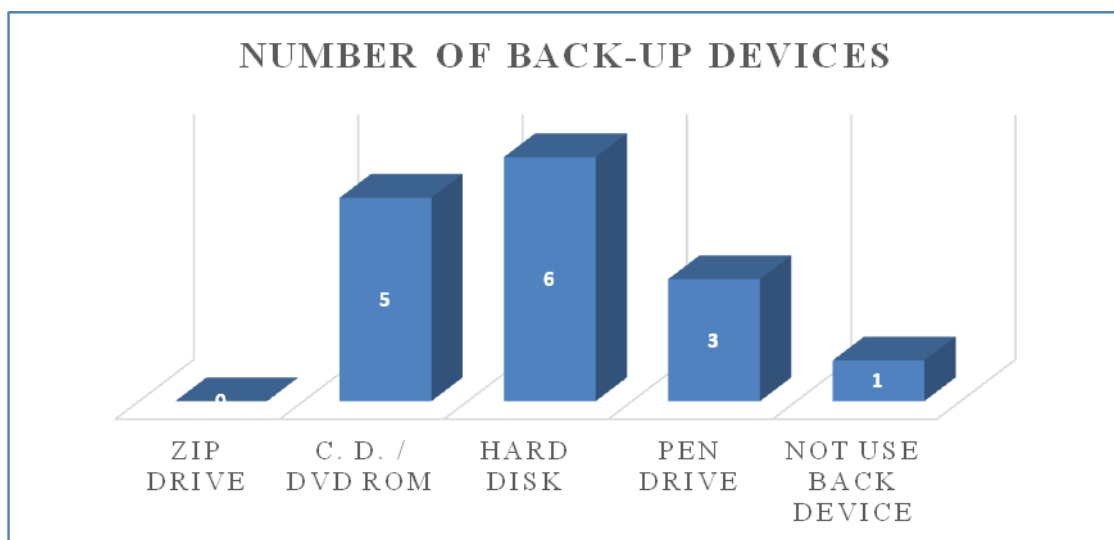 NUMBER OF BACK-UP DEVICES
0
5
6
3
1
ZIP DRIVE
C. D. / DVD ROM
HARD DISK
PEN DRIVE
NOT USE BACK DEVICE